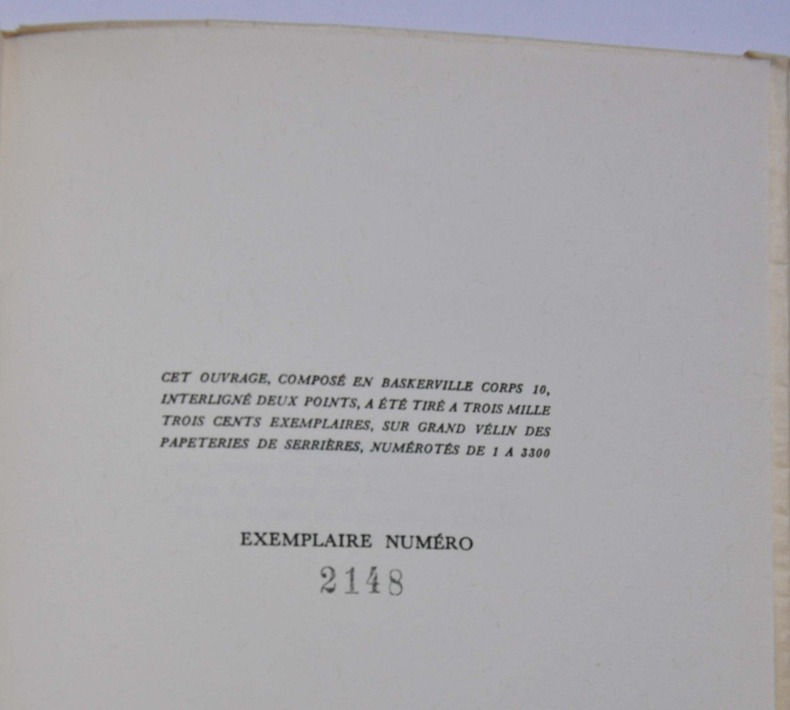 CET OUVRAGE, COMPOSÉ EN BASKERVILLE CORPS 10,
INTERLIGNÉ DEUX POINTS, A ÉTÉ TIRÉ A TROIS MILLE
TROIS CENTS EXEMPLAIRES, SUR GRAND VÉLIN DES
PAPETERIES DE SERRIÈRES, NUMÉROTÉS DE 1 A 3300
EXEMPLAIRE NUMÉRO
2148